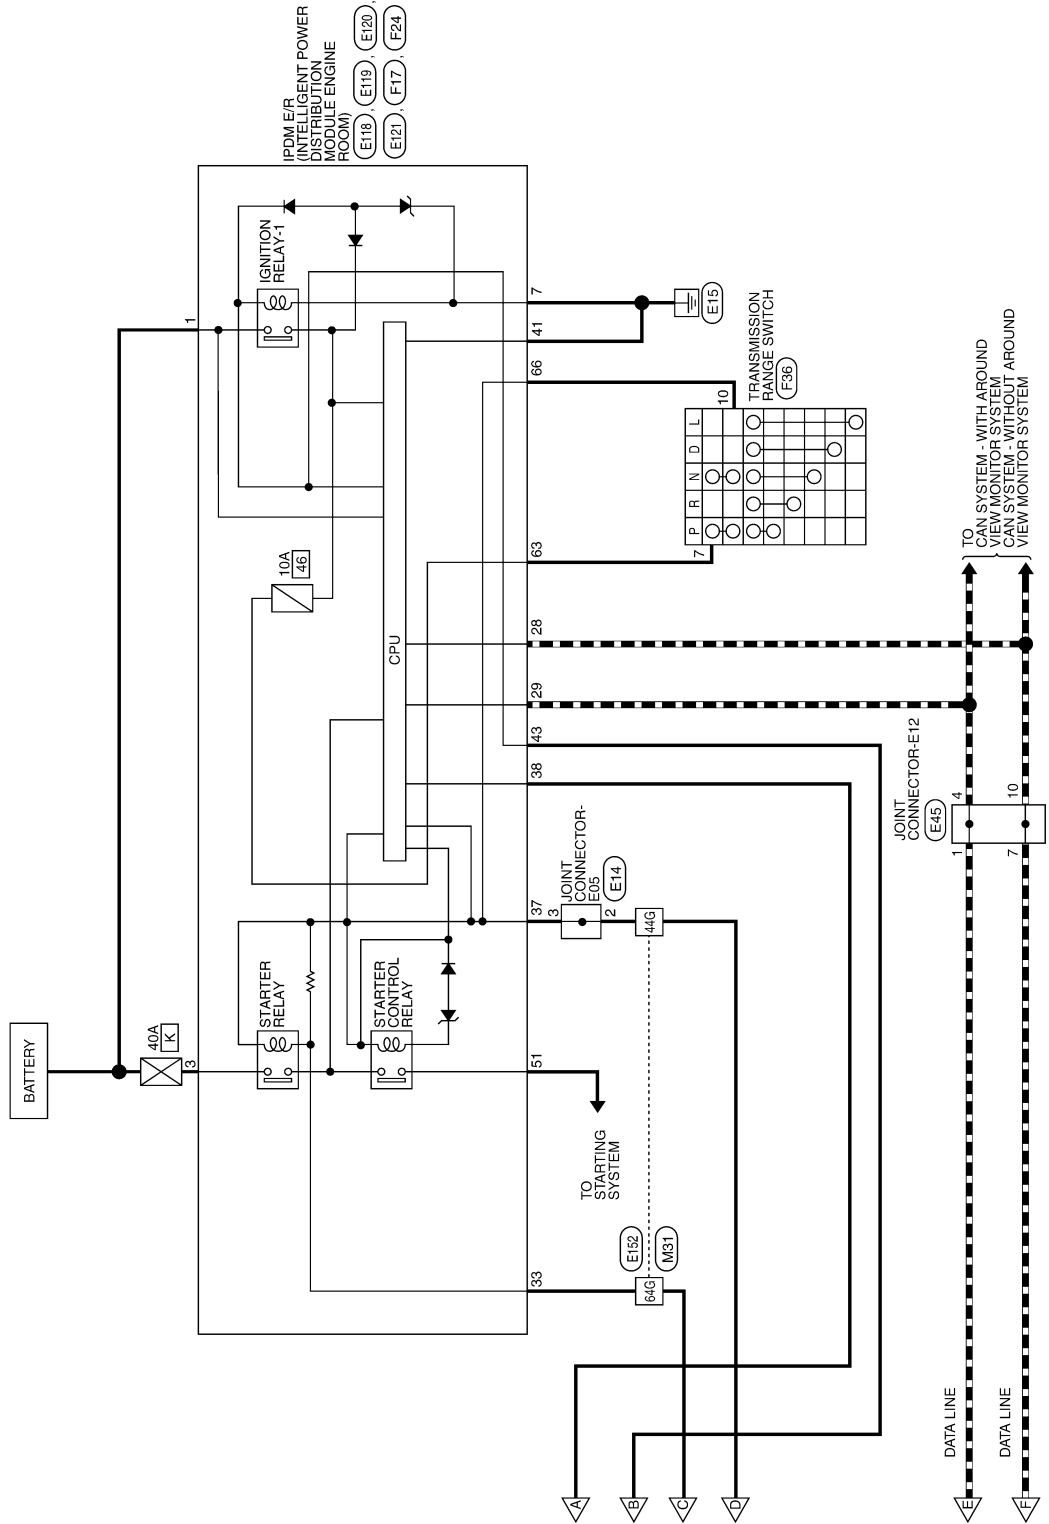 BATTERY
40A
K
3
1
IPDM E/R
(INTELLIGENT POWER
DISTRIBUTION
MODULE ENGINE
ROOM)
E118 , E119 , E120 ,
E121 , F17 , F24
IGNITION
RELAY-1
10A
46
CPU
STARTER
RELAY
STARTER
CONTROL
RELAY
33
51
37
38
43
29
28
63
66
41
7
E15
TRANSMISSION
RANGE SWITCH
F36
10
7
P R N D L
3
2
JOINT
CONNECTOR-
E05
E14
44G
64G
E152
M31
TO
STARTING
SYSTEM
JOINT
CONNECTOR-E12
E45
1
4
7
10
TO
CAN SYSTEM - WITH AROUND
VIEW MONITOR SYSTEM
CAN SYSTEM - WITHOUT AROUND
VIEW MONITOR SYSTEM
DATA LINE
DATA LINE
A
B
C
D
E
F